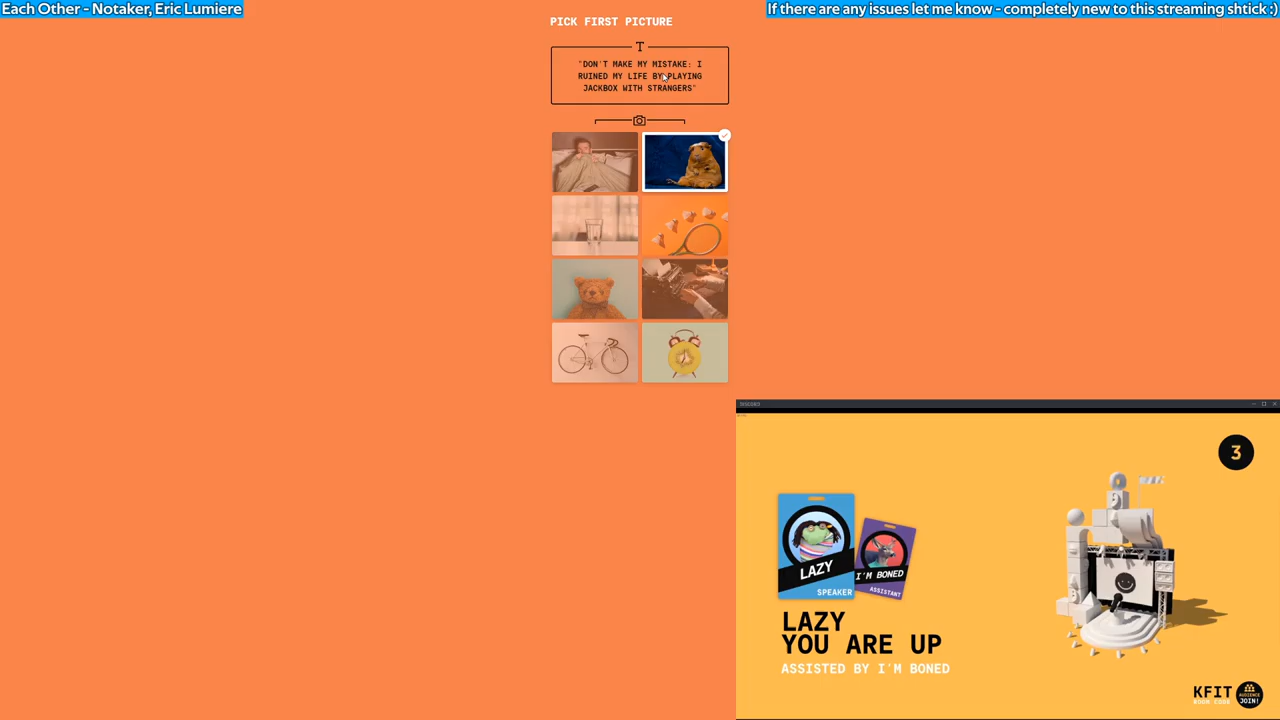 Each Other - Notaker, Eric Lumiere
If there are any issues let me know - completely new to this streaming shtick :)
PICK FIRST PICTURE
T
"DON'T MAKE MY MISTAKE: I
RUINED MY LIFE BY PLAYING
JACKBOX WITH STRANGERS"
3
LAZY
SPEAKER
I'M BONED
ASSISTANT
LAZY
YOU ARE UP
ASSISTED BY I'M BONED
KFIT
ROOM CODE
AUDIENCE
JOIN!